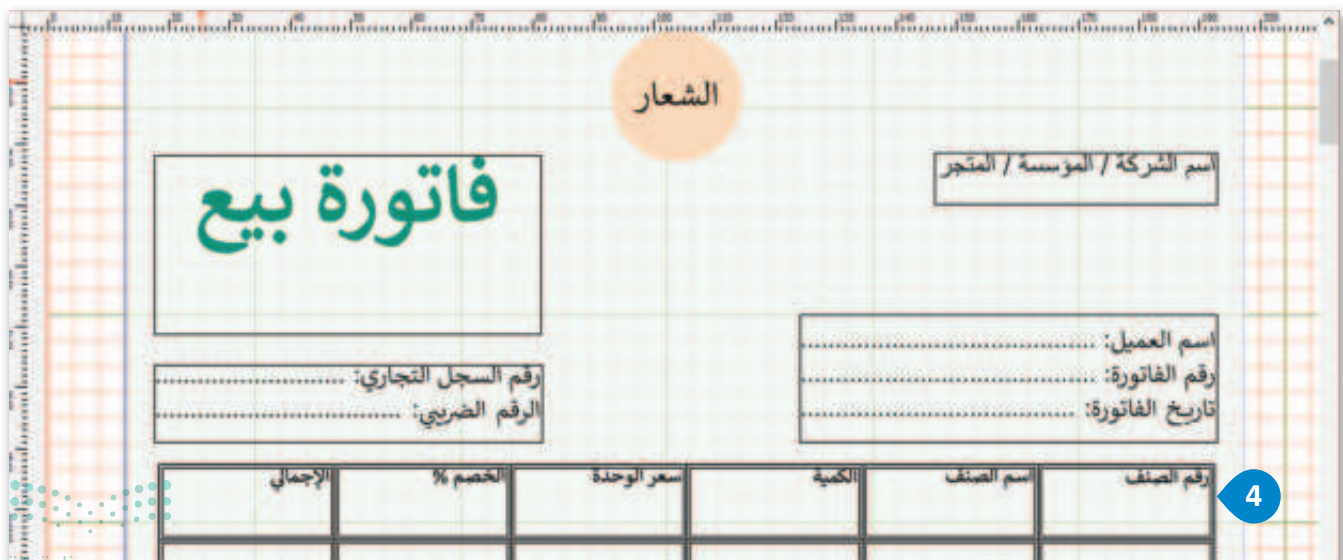 الشعار
اسم الشركة / المؤسسة / المتجر
فاتورة بيع
اسم العميل: ................................................
رقم الفاتورة: ................................................
تاريخ الفاتورة: ................................................
رقم السجل التجاري: ................................
الرقم الضريبي: ................................
رقم الصنف اسم الصنف الكمية سعر الوحدة الخصم % الإجمالي
4